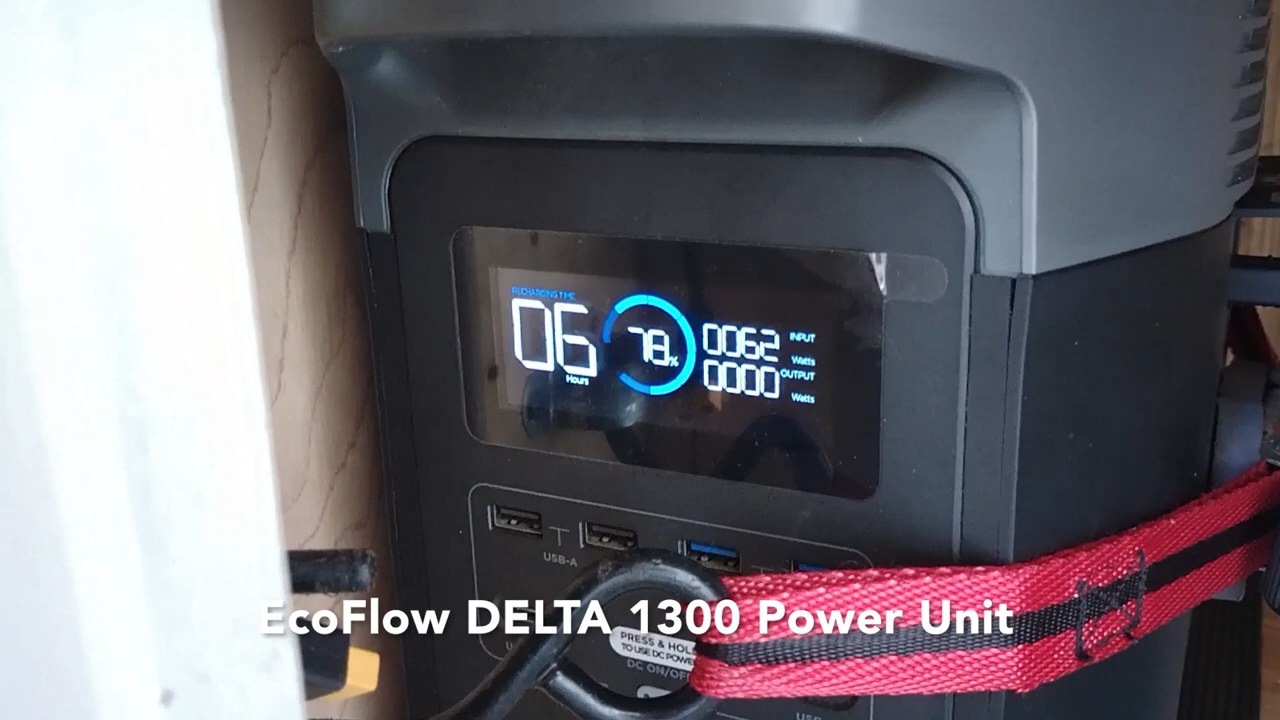 RECHARGING TIME
06
Hours
78%
0062 INPUT
Watts
0000 OUTPUT
Watts
USB-A
EcoFlow DELTA 1300 Power Unit
PRESS & HOLD
TO USE DC POWER
DC ON/OFF